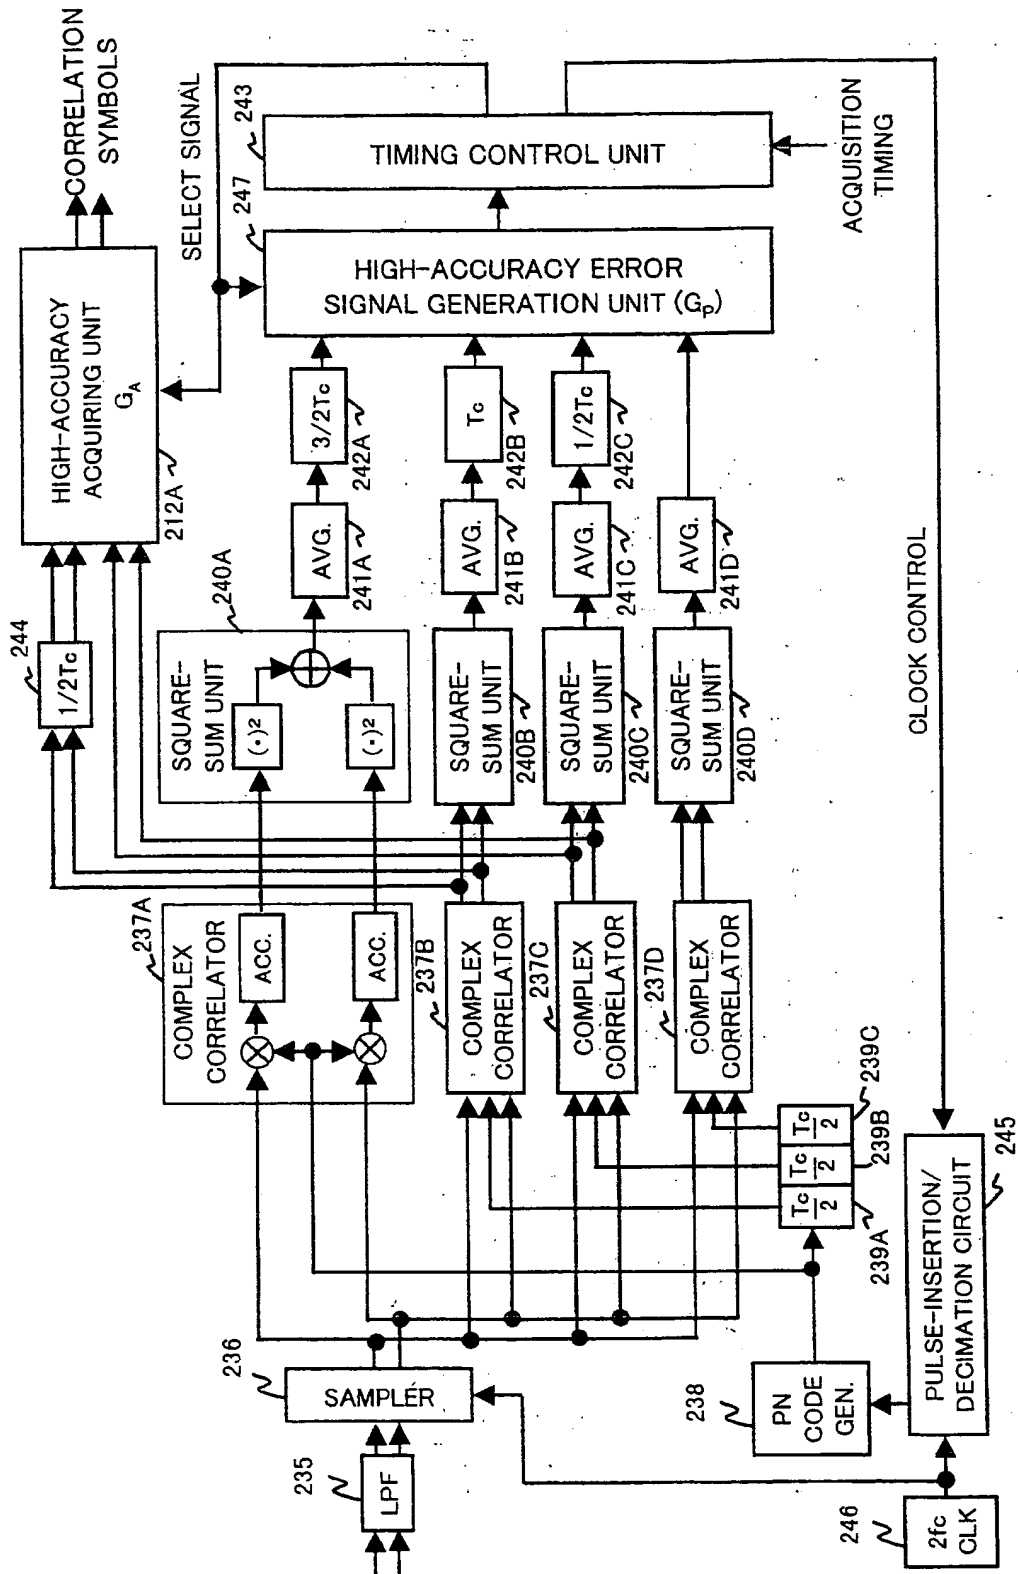 CORRELATION
SYMBOLS
HIGH-ACCURACY
ACQUIRING UNIT
G_A
212A
SELECT SIGNAL
244
1/2Tc
247
HIGH-ACCURACY ERROR
SIGNAL GENERATION UNIT (G_P)
243
TIMING CONTROL UNIT
ACQUISITION
TIMING
CLOCK CONTROL
235
LPF
236
SAMPLER
237A
COMPLEX
CORRELATOR
ACC.
ACC.
240A
SQUARE-
SUM UNIT
(•)²
(•)²
AVG.
241A
3/2Tc
242A
237B
COMPLEX
CORRELATOR
SQUARE-
SUM UNIT
240B
AVG.
241B
Tc
242B
237C
COMPLEX
CORRELATOR
SQUARE-
SUM UNIT
240C
AVG.
241C
1/2Tc
242C
237D
COMPLEX
CORRELATOR
SQUARE-
SUM UNIT
240D
AVG.
241D
238
PN
CODE
GEN.
Tc/2
239A
Tc/2
239B
Tc/2
239C
246
2fc
CLK
245
PULSE-INSERTION/
DECIMATION CIRCUIT